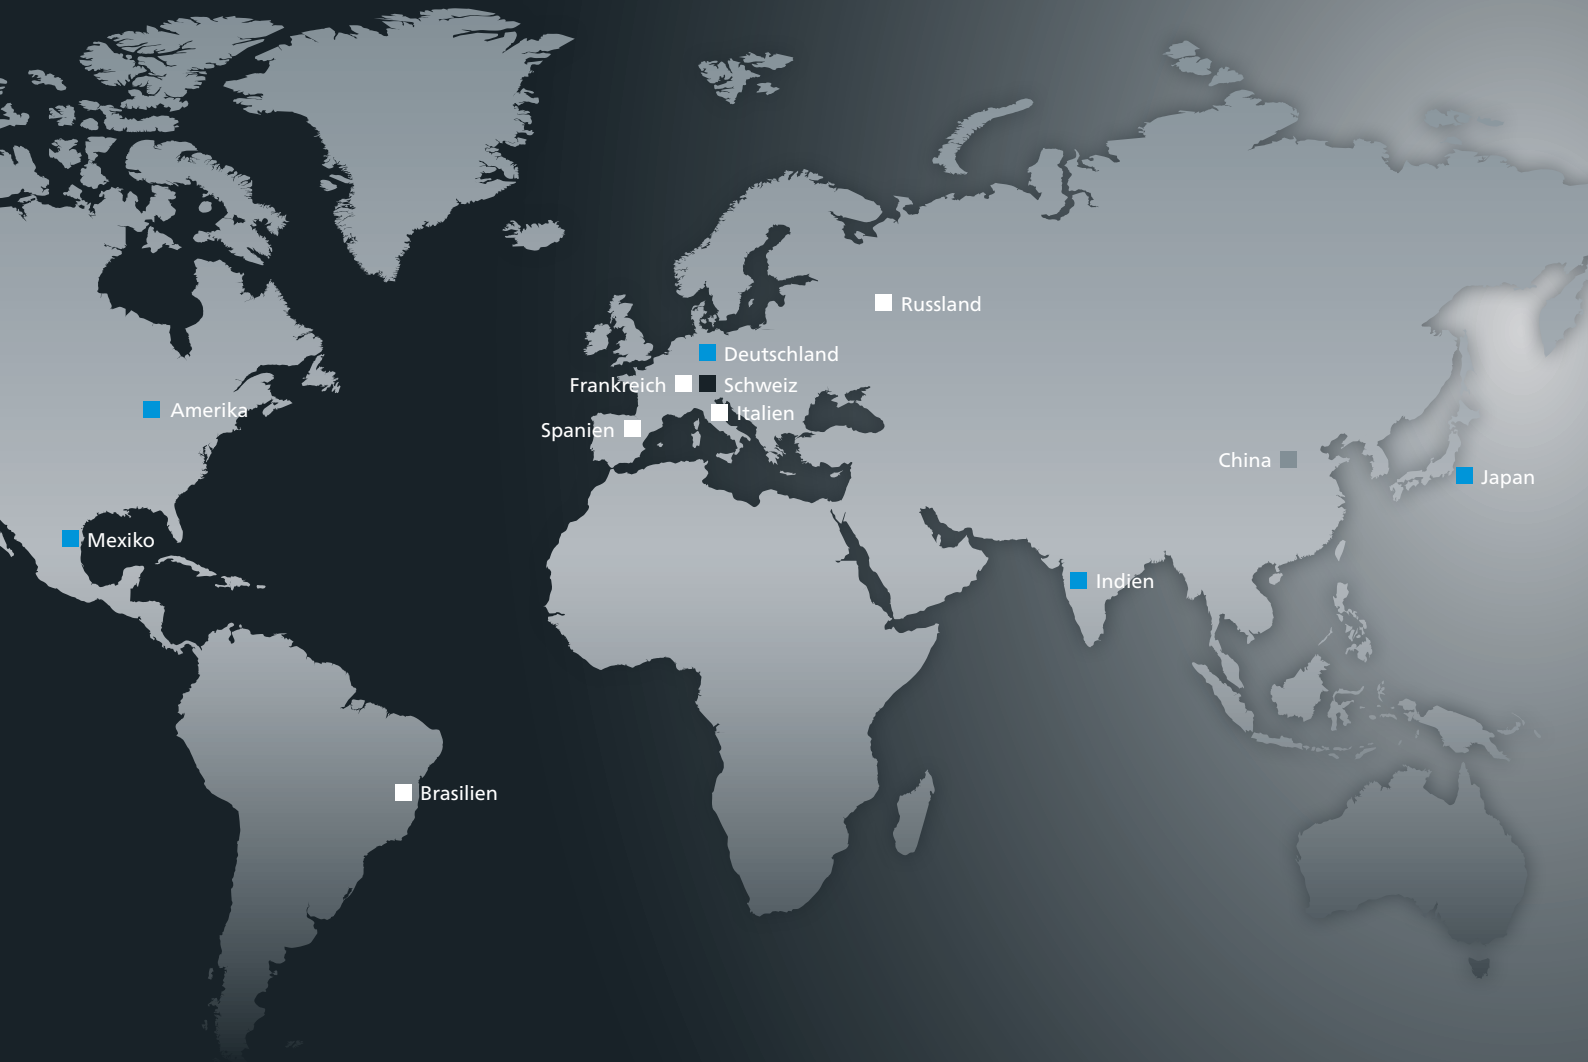 Russland
Deutschland
Frankreich
Schweiz
Amerika
Italien
Spanien
China
Japan
Mexiko
Indien
Brasilien